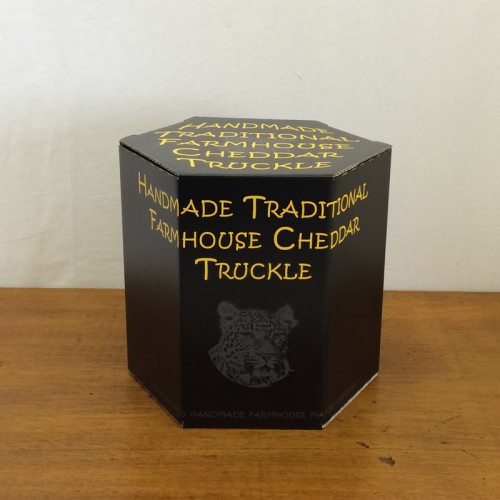 HANDMADE
TRADITIONAL
FARMHOUSE
CHEDDAR
TRUCKLE
HANDMADE TRADITIONAL
FARMHOUSE CHEDDAR
TRUCKLE
HANDMADE FARMHOUSE